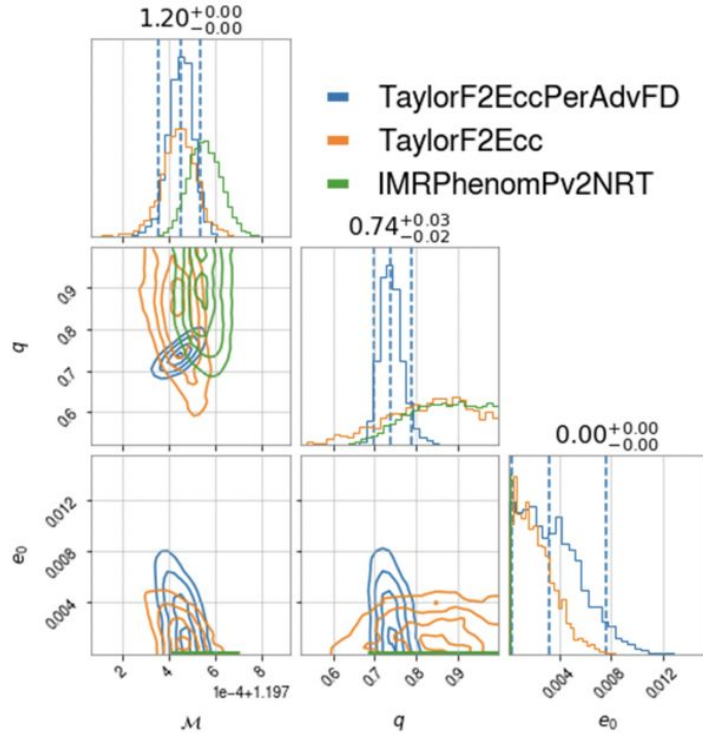 1.20+0.00−0.00
TaylorF2EccPerAdvFD
TaylorF2Ecc
IMRPhenomPv2NRT
0.74+0.03−0.02
q
0.9
0.8
0.7
0.6
0.00+0.00−0.00
e0
0.012
0.008
0.004
2 4 6 8
1e-4+1.197
ℳ
0.6 0.7 0.8 0.9
q
0.004 0.008 0.012
e0